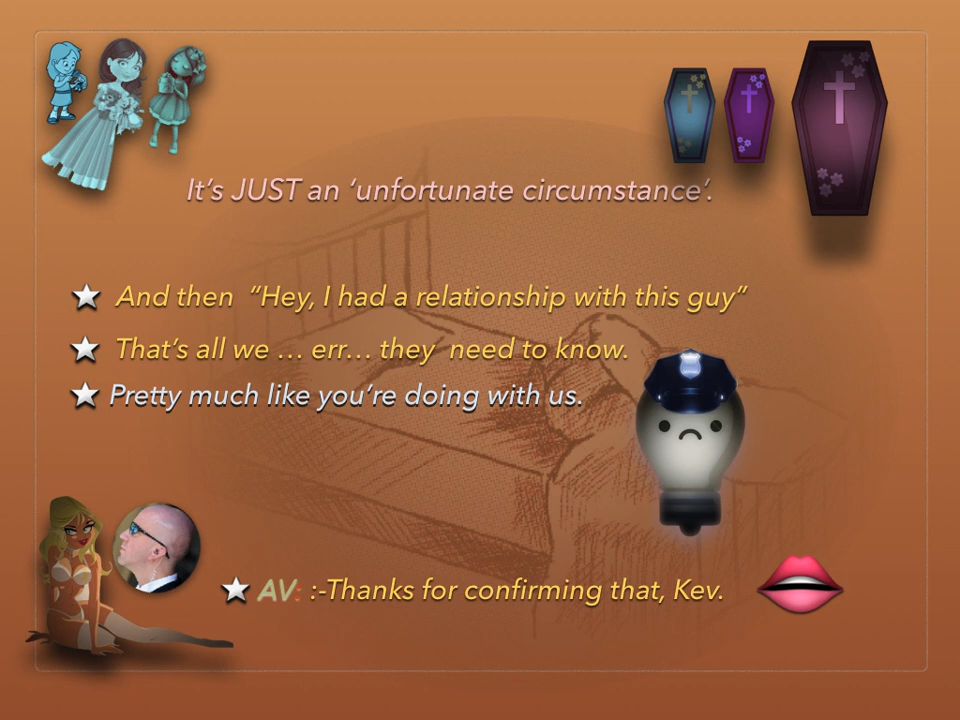 It's JUST an 'unfortunate circumstance'.
And then "Hey, I had a relationship with this guy"
That's all we ... err... they need to know.
Pretty much like you're doing with us.
AV: :-Thanks for confirming that, Kev.